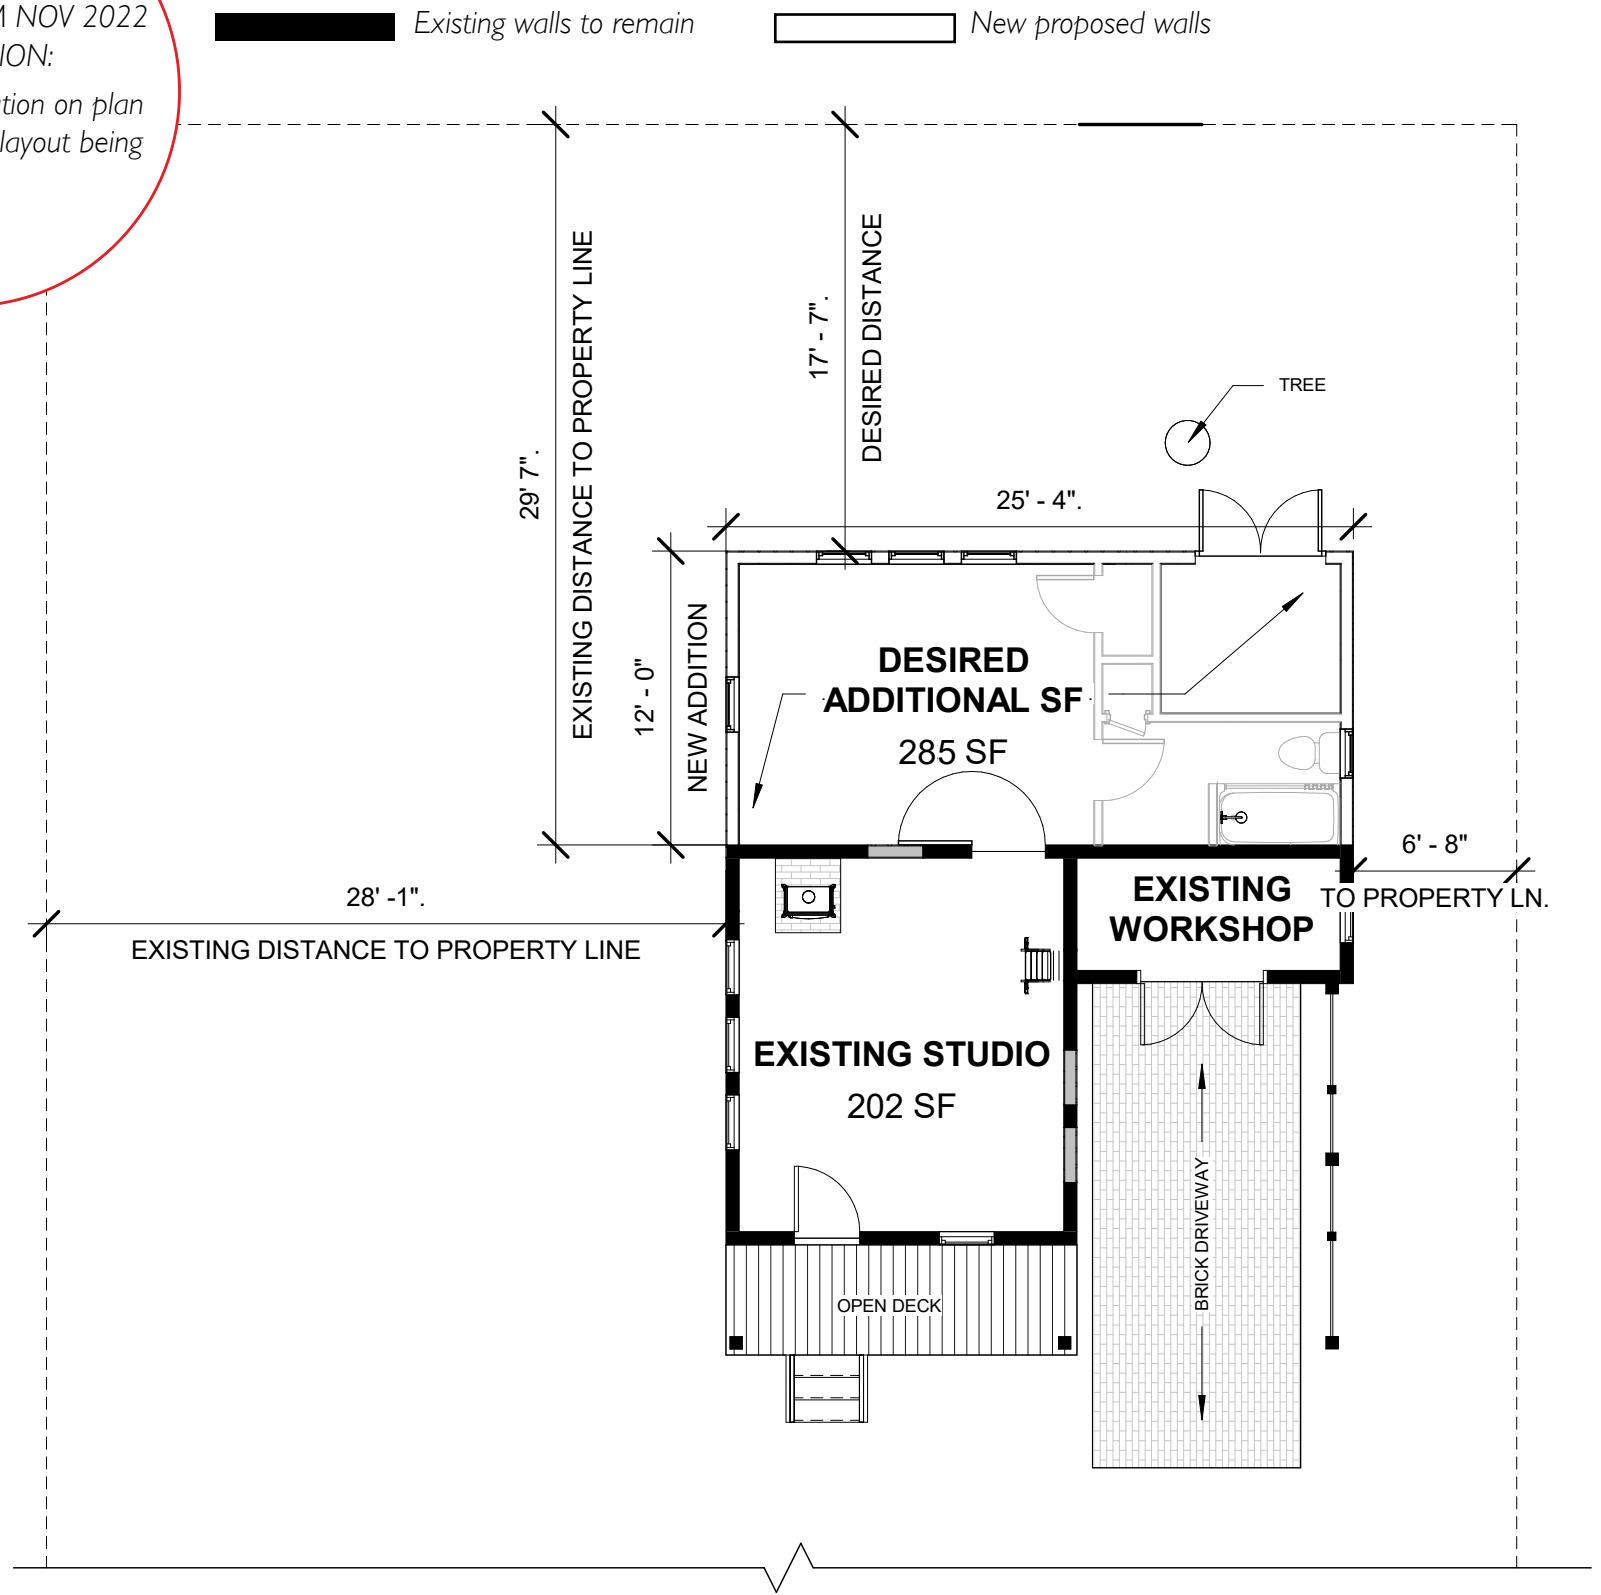 NOV 2022
Existing walls to remain
New proposed walls
on plan
layout being
EXISTING DISTANCE TO PROPERTY LINE
29' 7".
DESIRED DISTANCE
17' - 7".
TREE
25' - 4".
NEW ADDITION
12' - 0"
DESIRED
ADDITIONAL SF
285 SF
6' - 8"
TO PROPERTY LN.
28' -1".
EXISTING DISTANCE TO PROPERTY LINE
EXISTING
WORKSHOP
EXISTING STUDIO
202 SF
BRICK DRIVEWAY
OPEN DECK